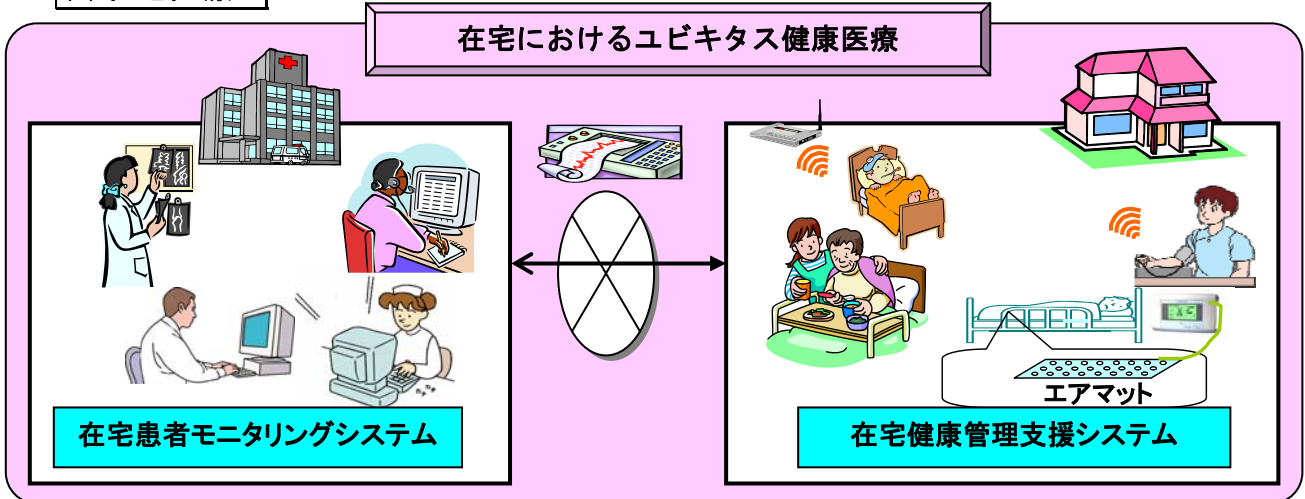 在宅におけるユビキタス健康医療
エアマット
在宅患者モニタリングシステム
在宅健康管理支援システム